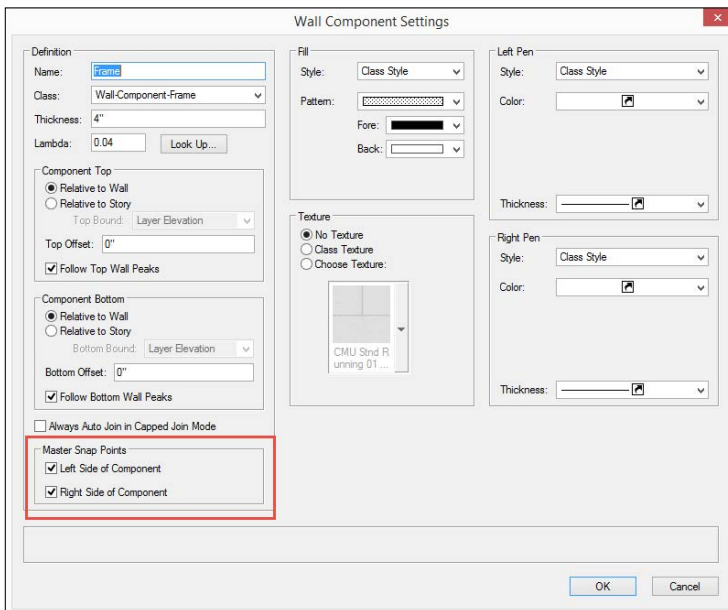 Wall Component Settings
Definition
Name: Frame
Class: Wall-Component-Frame
Thickness: 4"
Lambda: 0.04 Look Up...
Component Top
Relative to Wall
Relative to Story
Top Bound: Layer Elevation
Top Offset: 0"
Follow Top Wall Peaks
Component Bottom
Relative to Wall
Relative to Story
Bottom Bound: Layer Elevation
Bottom Offset: 0"
Follow Bottom Wall Peaks
Always Auto Join in Capped Join Mode
Master Snap Points
Left Side of Component
Right Side of Component
Fill
Style: Class Style
Pattern:
Fore:
Back:
Texture
No Texture
Class Texture
Choose Texture:
CMU Stnd R
unning 01 ...
Left Pen
Style: Class Style
Color:
Thickness:
Right Pen
Style: Class Style
Color:
Thickness:
OK Cancel